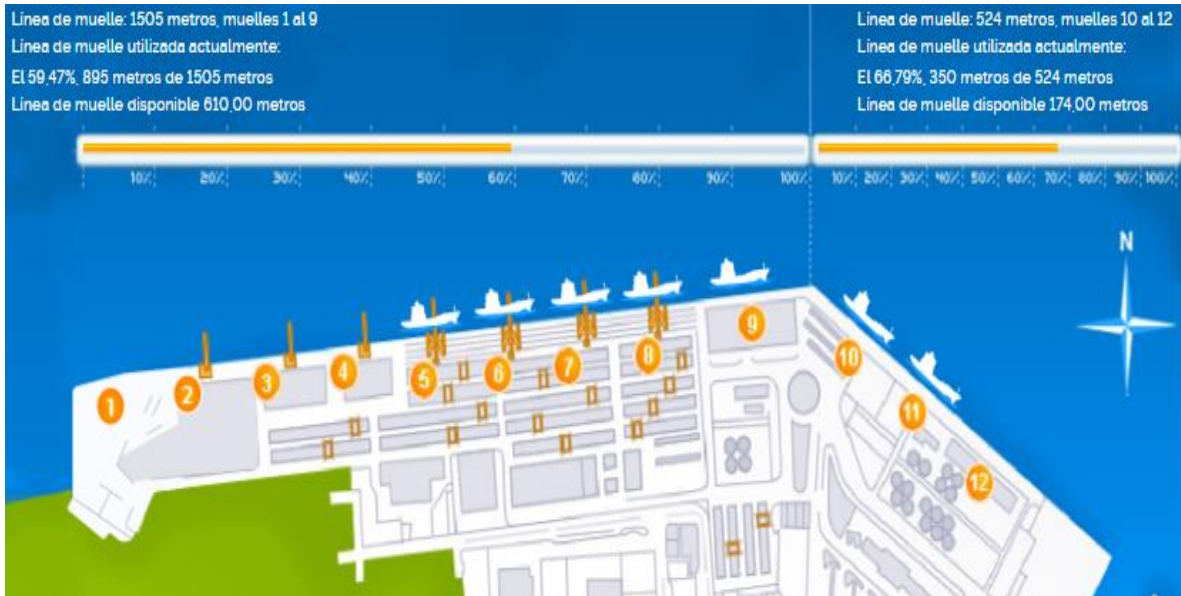 Línea de muelle: 1505 metros, muelles 1 al 9
Línea de muelle utilizada actualmente:
El 59,47%, 895 metros de 1505 metros
Línea de muelle disponible 610,00 metros
Línea de muelle: 524 metros, muelles 10 al 12
Línea de muelle utilizada actualmente:
El 66,79%, 350 metros de 524 metros
Línea de muelle disponible 174,00 metros
10% 20% 30% 40% 50% 60% 70% 80% 90% 100%
10% 20% 30% 40% 50% 60% 70% 80% 90% 100%
N
1 2 3 4 5 6 7 8 9 10 11 12